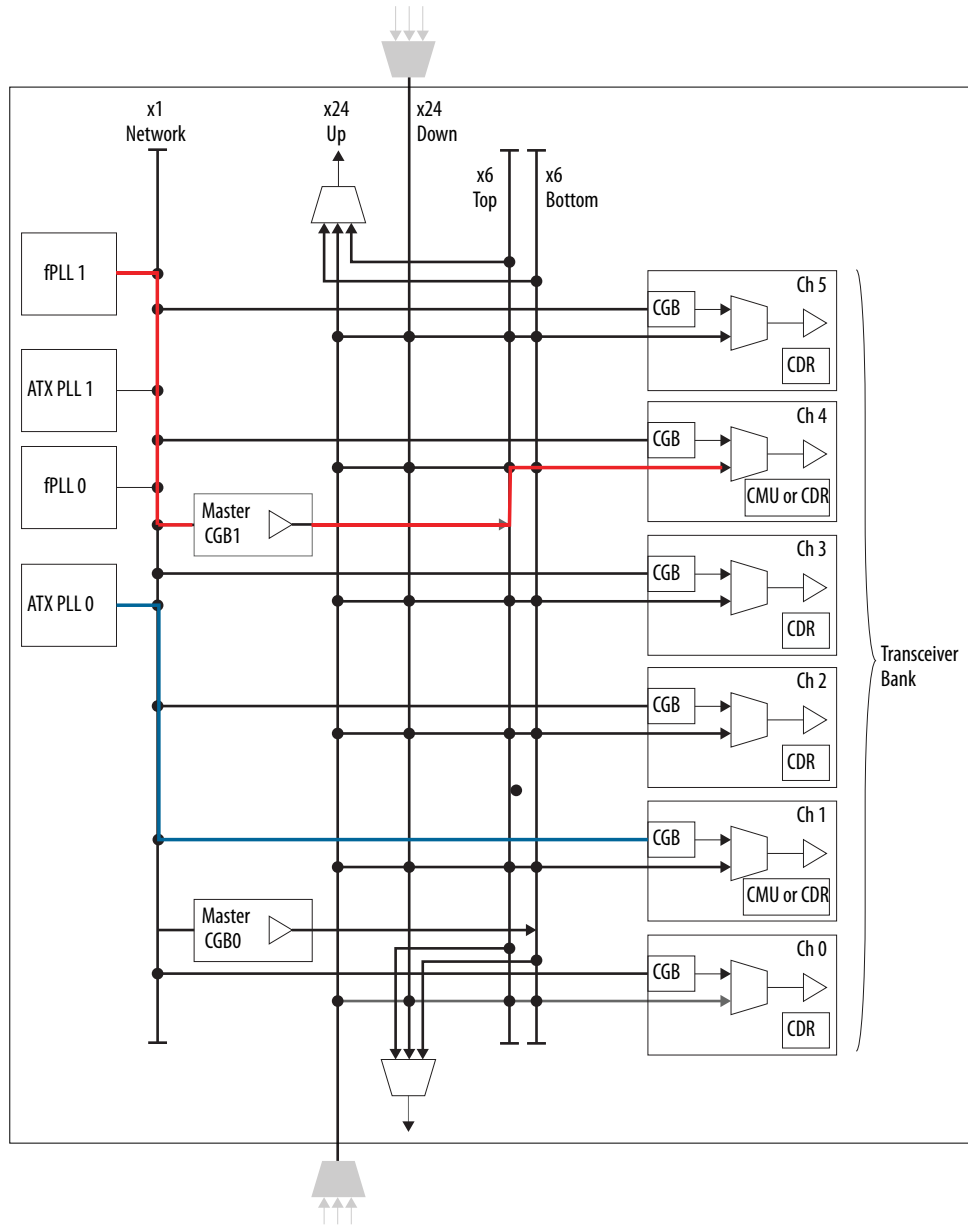 x1
Network
x24
Up
x24
Down
x6
Top
x6
Bottom
fPLL 1
ATX PLL 1
fPLL 0
ATX PLL 0
Master
CGB1
Master
CGB0
CGB
Ch 5
CDR
CGB
Ch 4
CMU or CDR
CGB
Ch 3
CDR
CGB
Ch 2
CDR
CGB
Ch 1
CMU or CDR
CGB
Ch 0
CDR
Transceiver
Bank